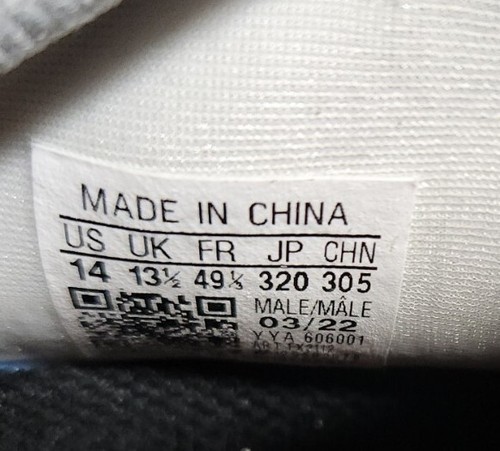 MADE IN CHINA
US UK FR JP CHN
14 13½ 49⅓ 320 305
MALE/MÂLE
03/22
YYA 606001